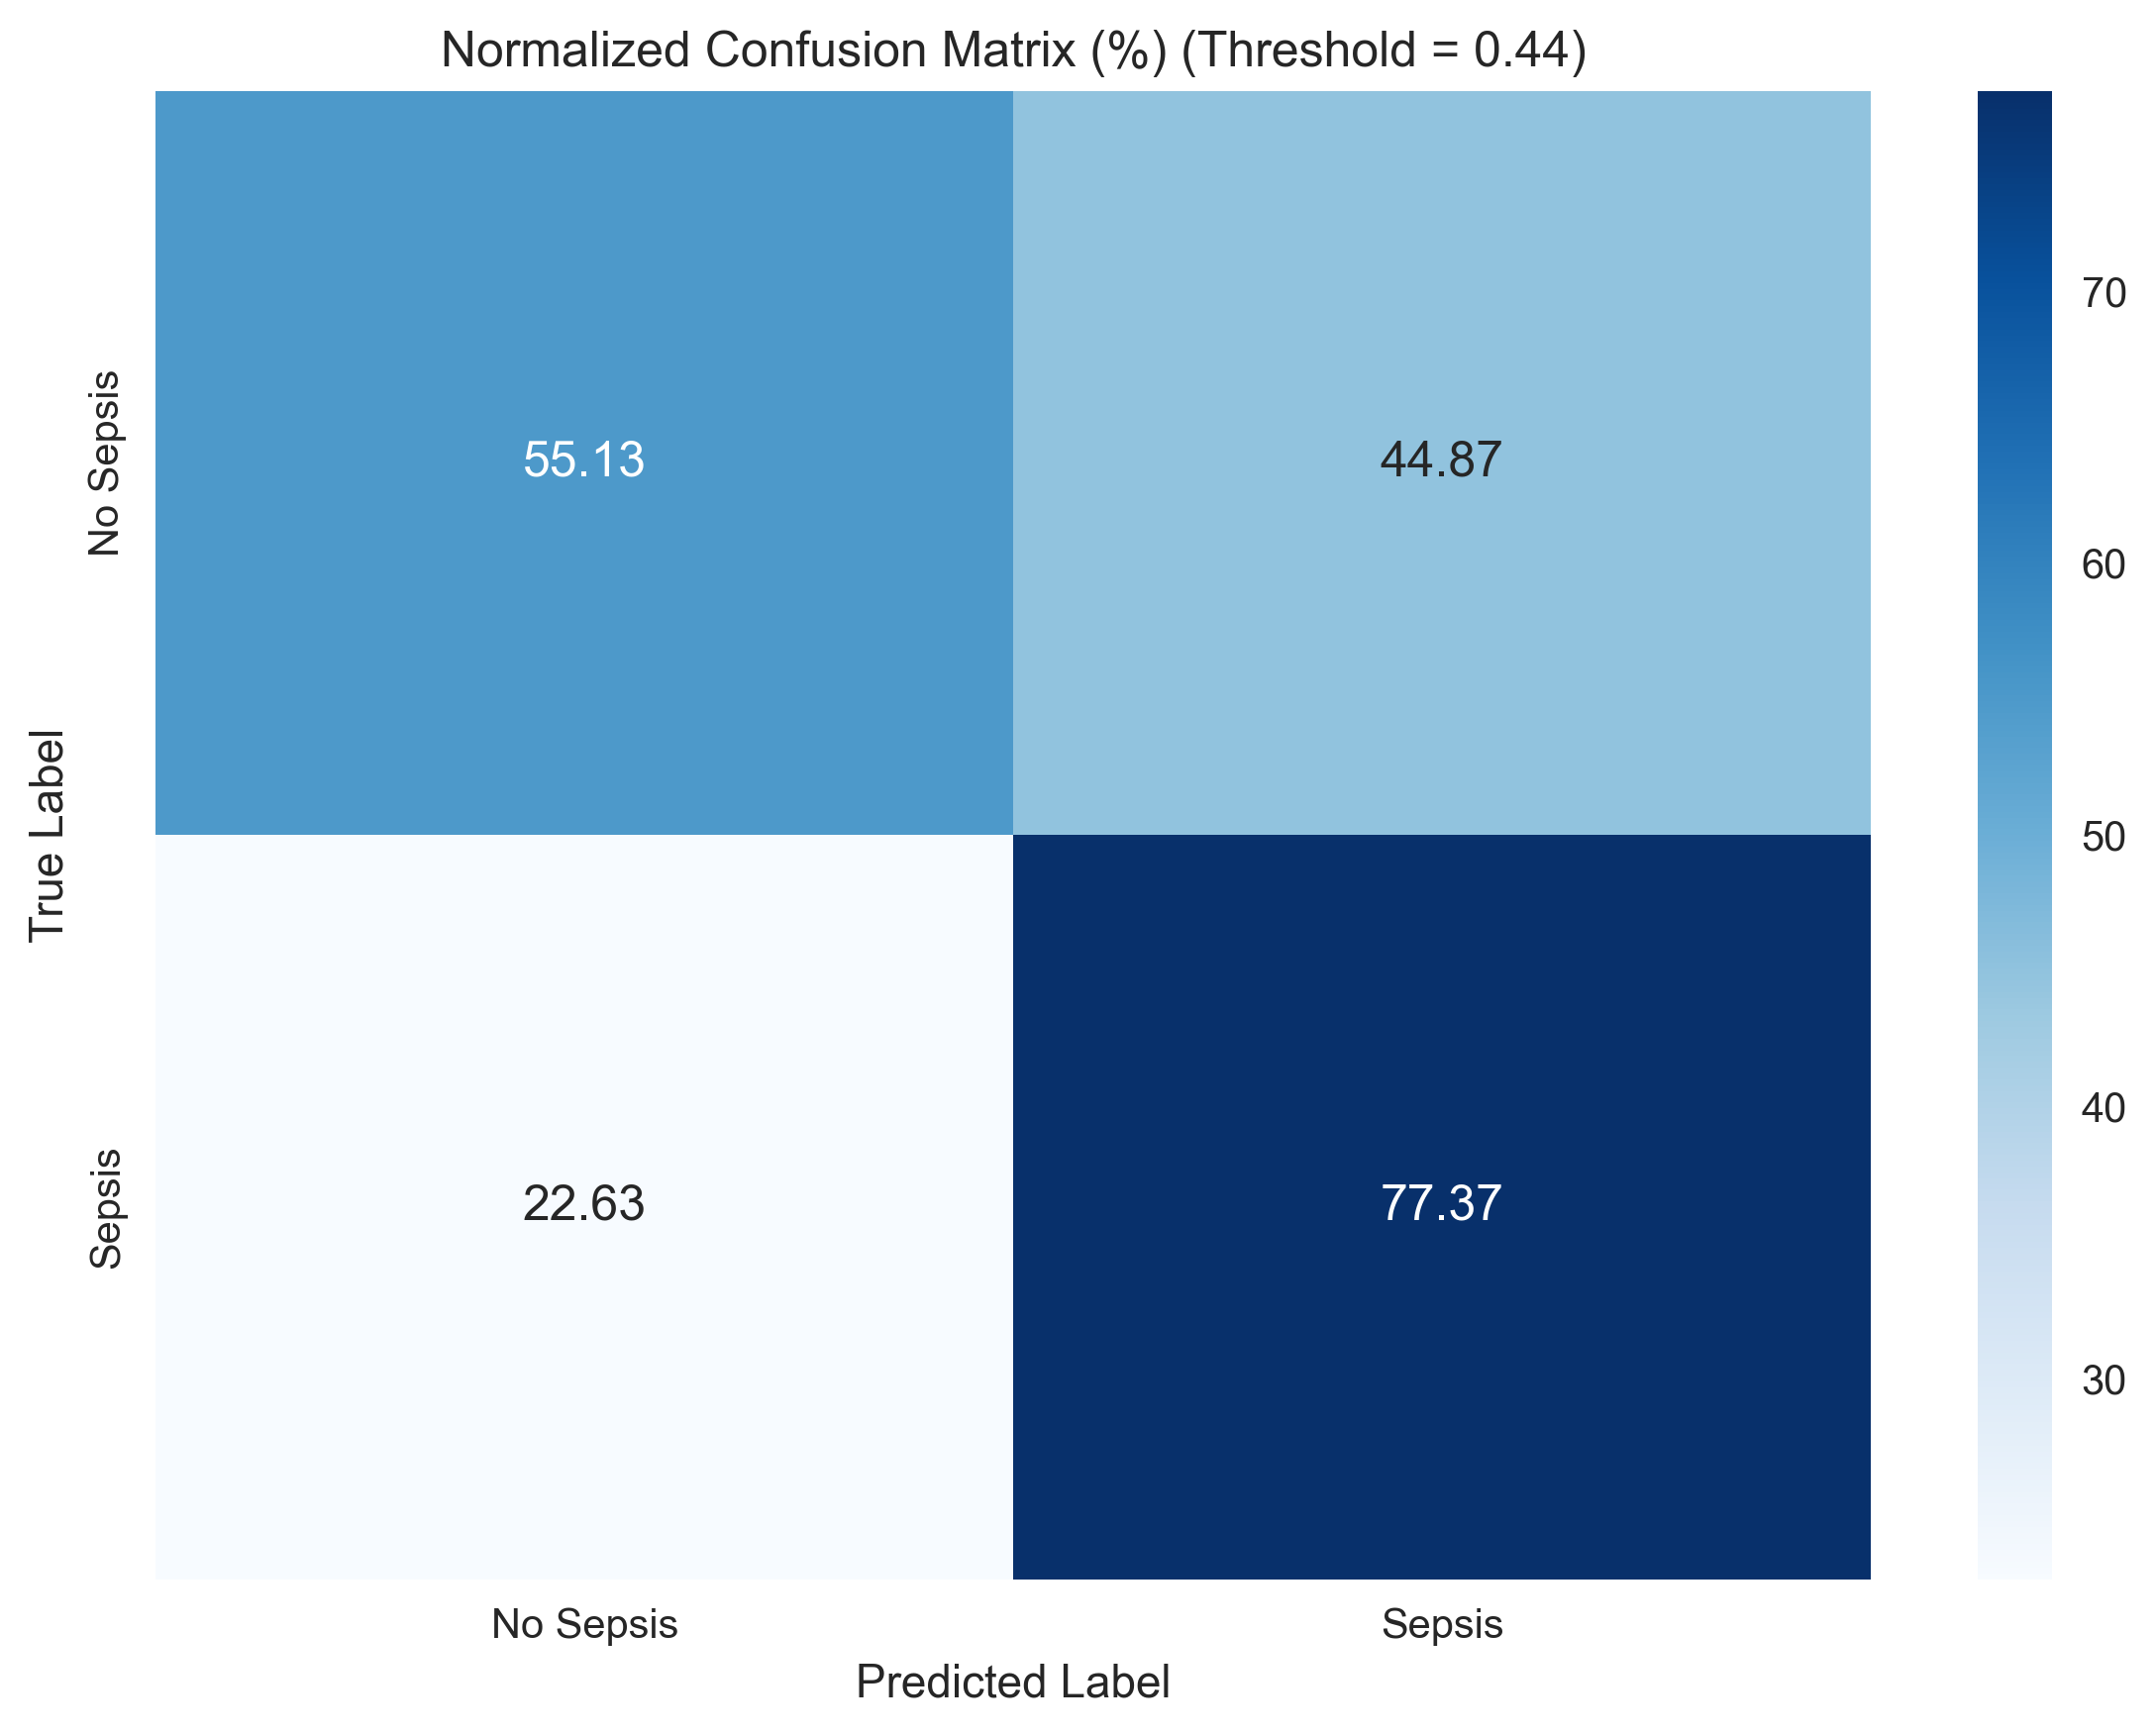 Normalized Confusion Matrix (%) (Threshold = 0.44)
No Sepsis
55.13
44.87
Sepsis
22.63
77.37
True Label
No Sepsis
Sepsis
Predicted Label
70
60
50
40
30